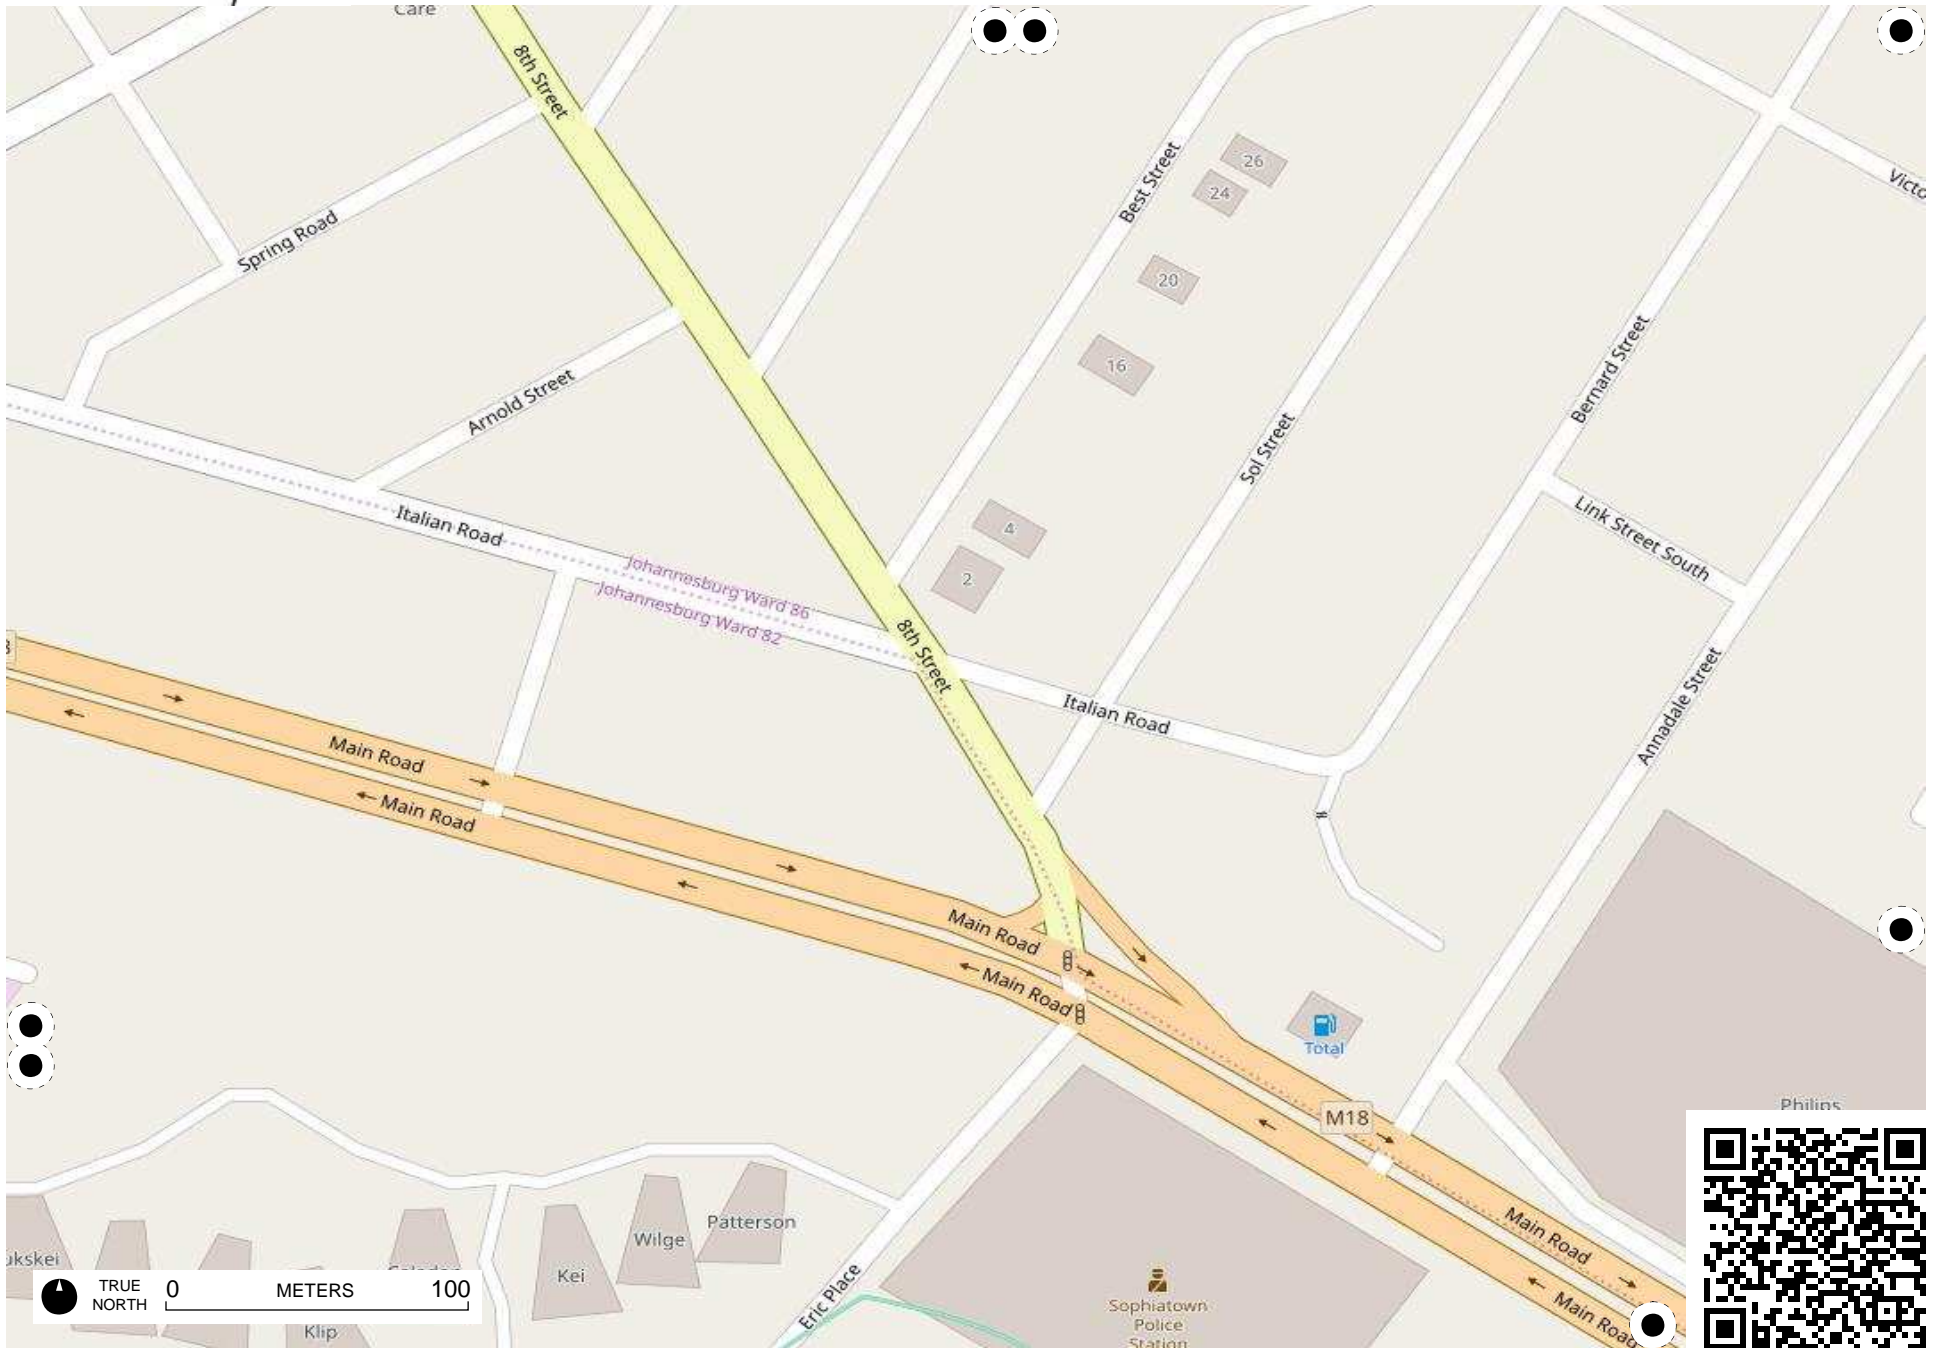 Care
8th Street
Best Street
26
24
Victo
Spring Road
20
Bernard Street
16
Arnold Street
Sol Street
Italian Road
4
Link Street South
Johannesburg Ward 86
2
Johannesburg Ward 82
8th Street
Italian Road
Annadale Street
Main Road
Main Road
Main Road
Main Road
Total
M18
Philips
Main Road
Patterson
Wilge
ukskei
Kei
Eric Place
TRUE
NORTH
0 METERS 100
Klip
Sophiatown
Police
Station
Main Road